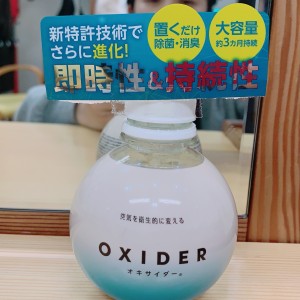 新特許技術で
さらに進化!
置くだけ
除菌・消臭
大容量
約3カ月持続
即時性&持続性
空気を衛生的に変える
OXIDER
オキサイダー®